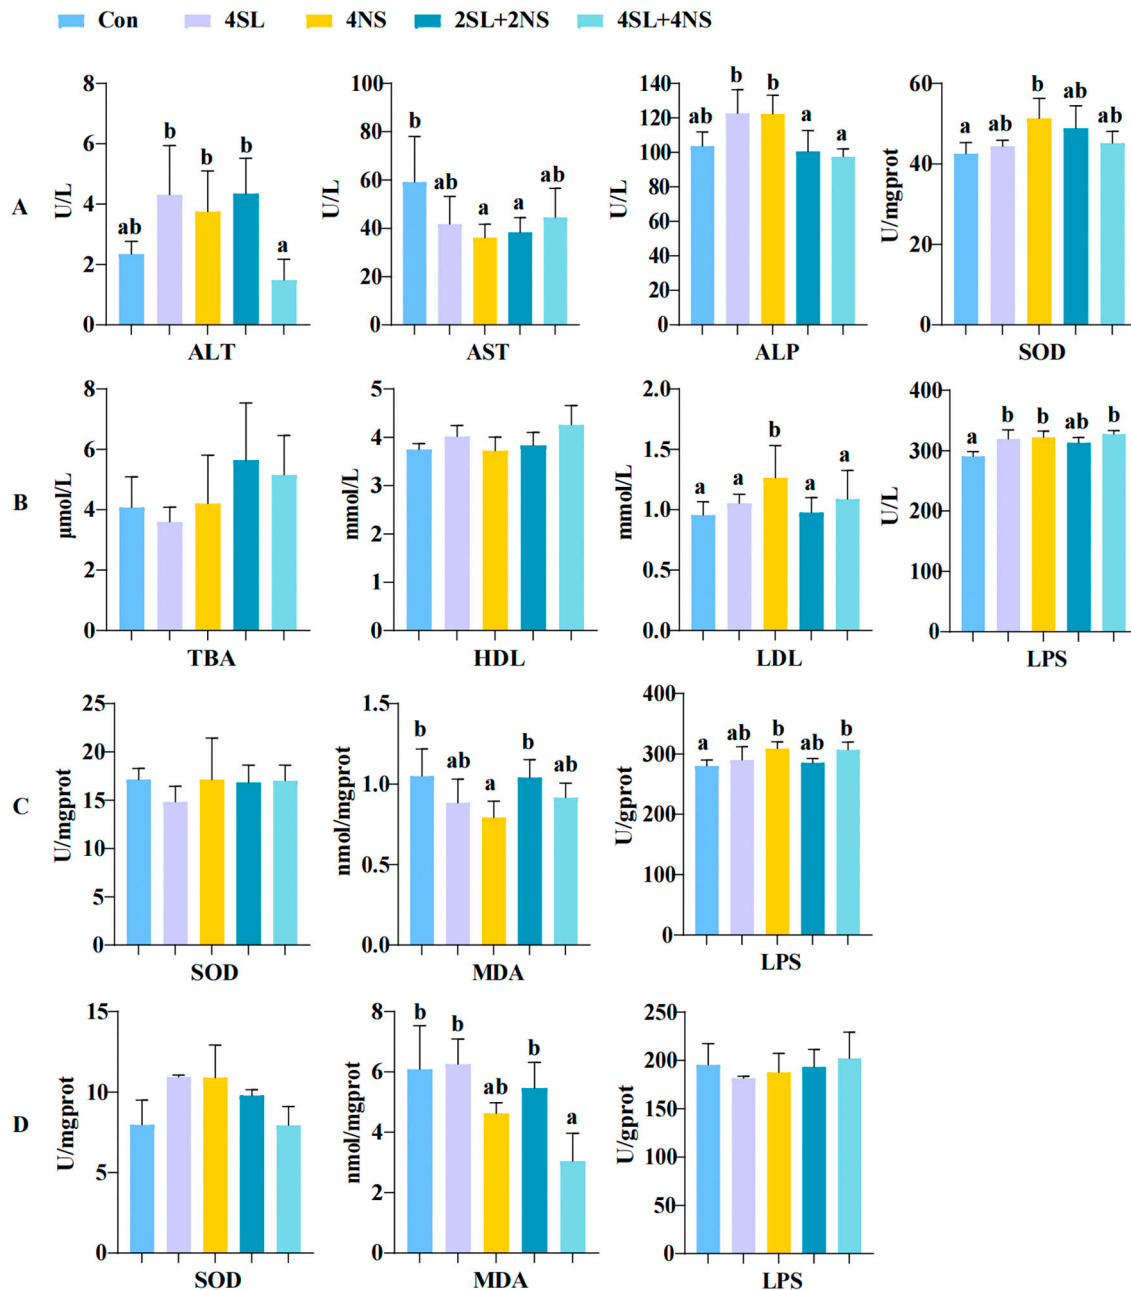 Con 4SL 4NS 2SL+2NS 4SL+4NS
A
U/L
8
6
4
2
0
ab b b b a
ALT
U/L
100
80
60
40
20
0
b ab a a ab
AST
U/L
140
120
100
80
60
40
20
0
ab b b a a
ALP
U/mgprot
60
40
20
0
a ab b ab ab
SOD
B
μmol/L
8
6
4
2
0
TBA
mmol/L
5
4
3
2
1
0
HDL
mmol/L
2.0
1.5
1.0
0.5
0.0
a a b a a
LDL
U/L
400
300
200
100
0
a b b ab b
LPS
C
U/mgprot
25
20
15
10
5
0
SOD
nmol/mgprot
1.5
1.0
0.5
0.0
b ab a b ab
MDA
U/gprot
400
300
200
100
0
a ab b ab b
LPS
D
U/mgprot
15
10
5
0
SOD
nmol/mgprot
8
6
4
2
0
b b ab b a
MDA
U/gprot
250
200
150
100
50
0
LPS